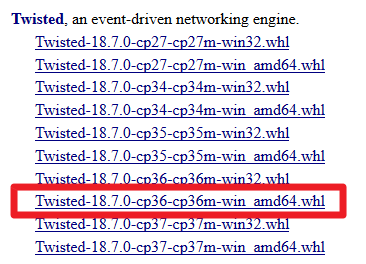 Twisted, an event-driven networking engine.
Twisted-18.7.0-cp27-cp27m-win32.whl
Twisted-18.7.0-cp27-cp27m-win_amd64.whl
Twisted-18.7.0-cp34-cp34m-win32.whl
Twisted-18.7.0-cp34-cp34m-win_amd64.whl
Twisted-18.7.0-cp35-cp35m-win32.whl
Twisted-18.7.0-cp35-cp35m-win_amd64.whl
Twisted-18.7.0-cp36-cp36m-win32.whl
Twisted-18.7.0-cp36-cp36m-win_amd64.whl
Twisted-18.7.0-cp37-cp37m-win32.whl
Twisted-18.7.0-cp37-cp37m-win_amd64.whl